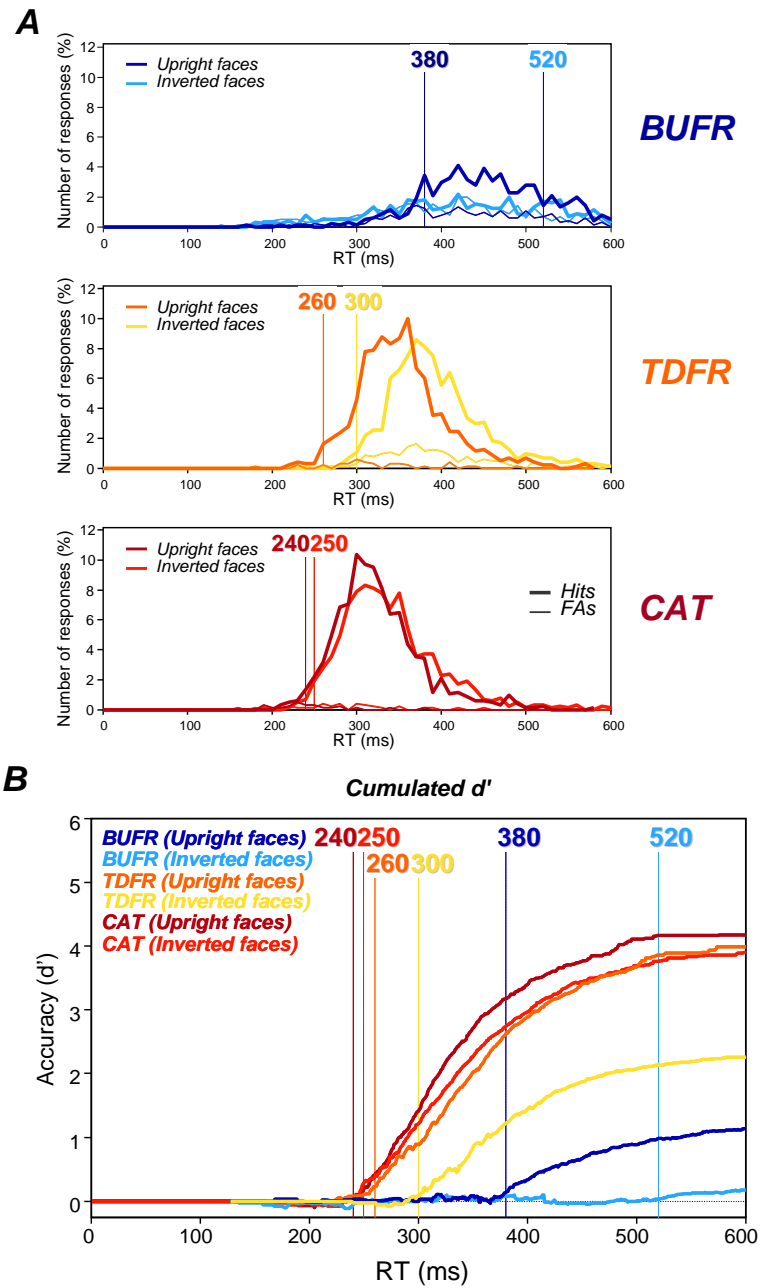 A
Number of responses (%)
12
10
8
6
4
2
0
Upright faces
Inverted faces
380
520
BUFR
0
100
200
300
400
500
600
RT (ms)
Number of responses (%)
12
10
8
6
4
2
0
Upright faces
Inverted faces
260
300
TDFR
0
100
200
300
400
500
600
RT (ms)
Number of responses (%)
12
10
8
6
4
2
0
Upright faces
Inverted faces
240
250
Hits
FAs
CAT
0
100
200
300
400
500
600
RT (ms)
B
Cumulated d'
Accuracy (d')
6
5
4
3
2
1
0
BUFR (Upright faces)
BUFR (Inverted faces)
TDFR (Upright faces)
TDFR (Inverted faces)
CAT (Upright faces)
CAT (Inverted faces)
240
250
260
300
380
520
0
100
200
300
400
500
600
RT (ms)